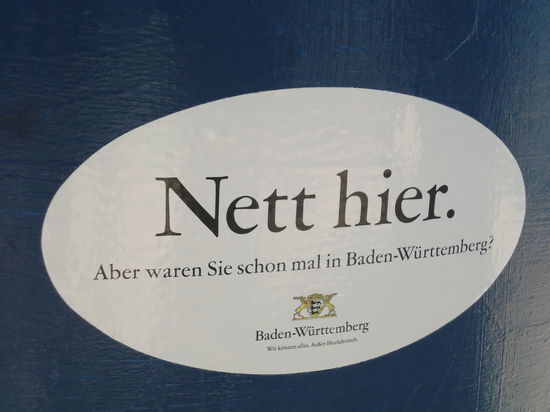 Nett hier.
Aber waren Sie schon mal in Baden-Württemberg?
Baden-Württemberg
Wir können alles. Außer Hochdeutsch.